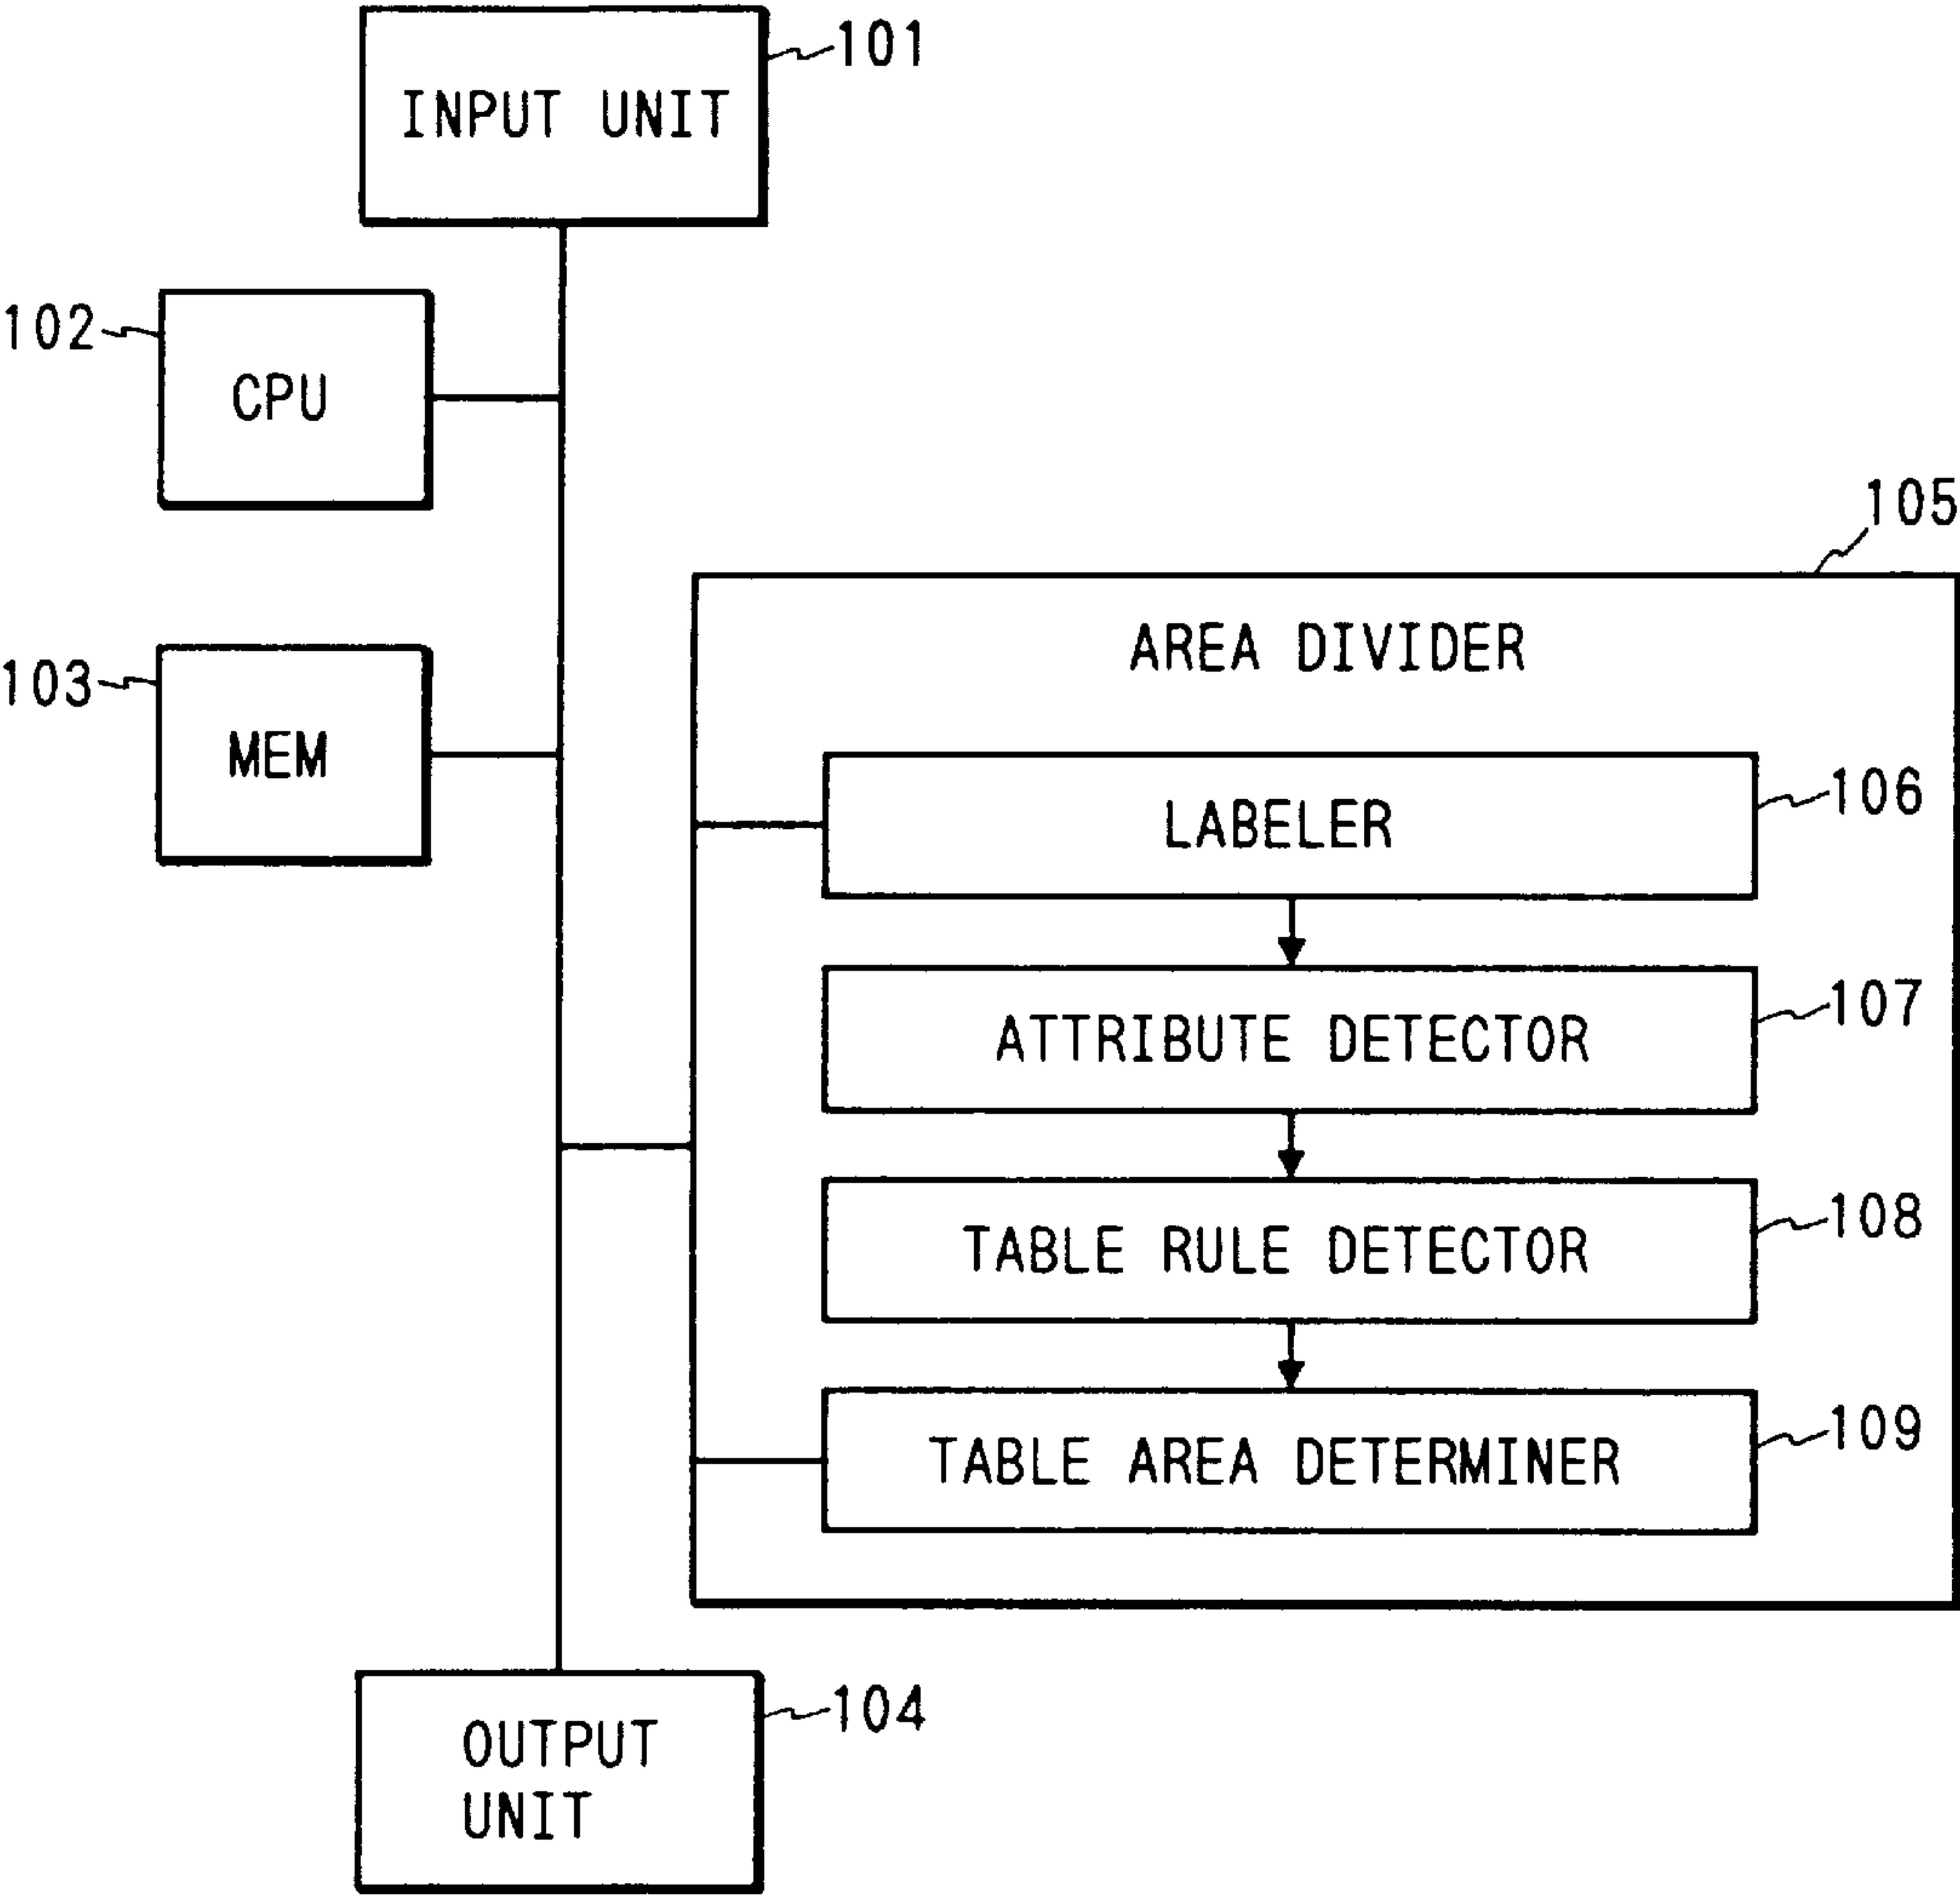 101
INPUT UNIT
102
CPU
105
AREA DIVIDER
103
MEM
106
LABELER
107
ATTRIBUTE DETECTOR
108
TABLE RULE DETECTOR
109
TABLE AREA DETERMINER
104
OUTPUT
UNIT